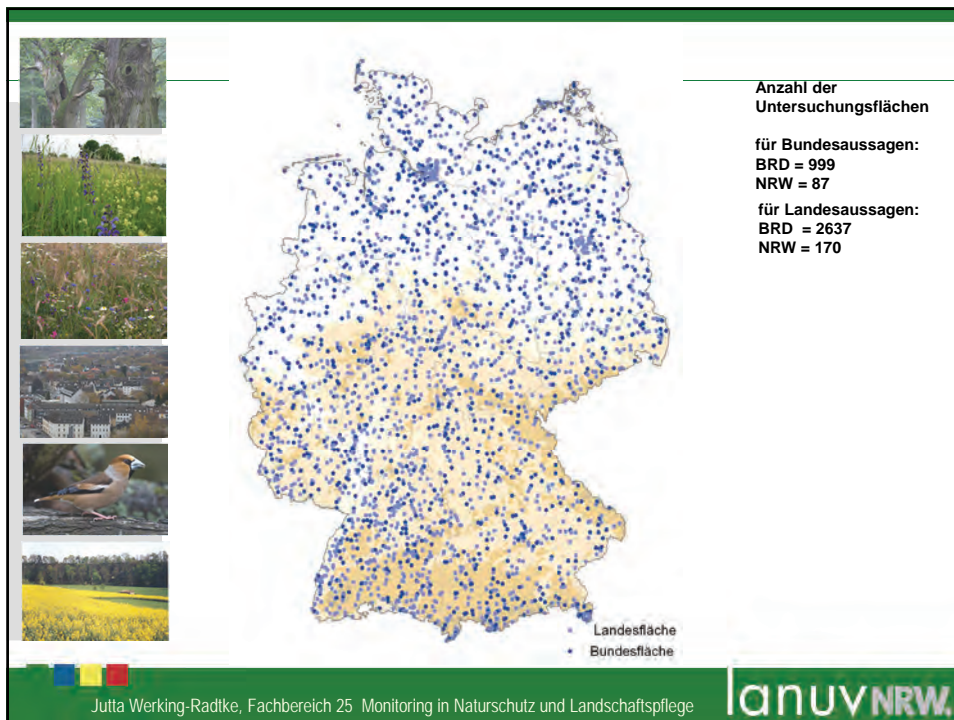 Anzahl der
Untersuchungsflächen
für Bundesaussagen:
BRD = 999
NRW = 87
für Landesaussagen:
BRD = 2637
NRW = 170
Landesfläche
Bundesfläche
Jutta Werking-Radtke, Fachbereich 25 Monitoring in Naturschutz und Landschaftspflege
lanuv NRW.